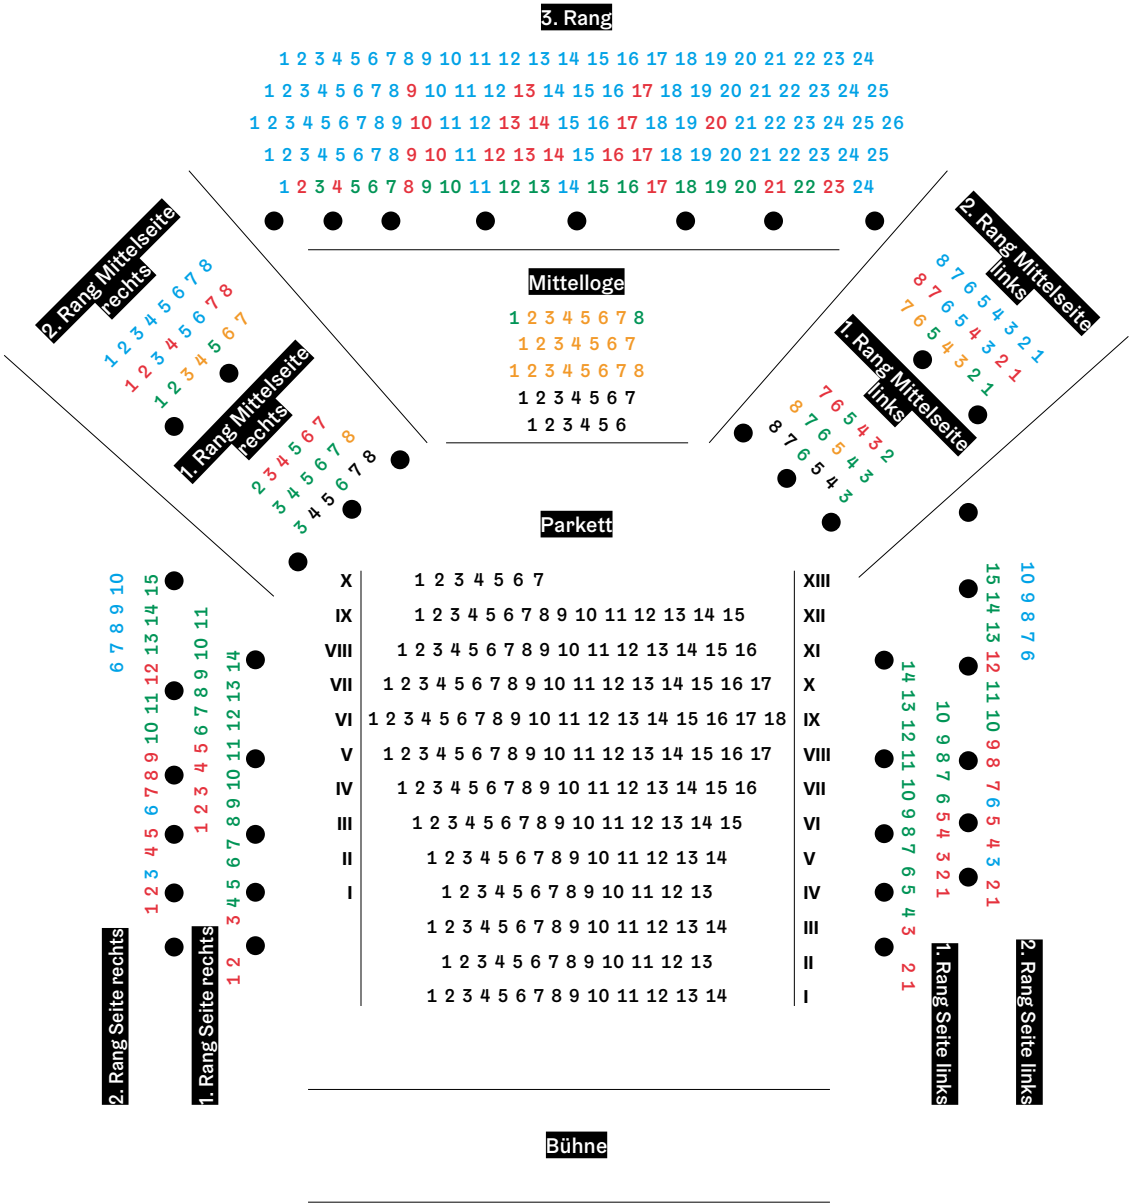 3. Rang
1 2 3 4 5 6 7 8 9 10 11 12 13 14 15 16 17 18 19 20 21 22 23 24
1 2 3 4 5 6 7 8 9 10 11 12 13 14 15 16 17 18 19 20 21 22 23 24 25
1 2 3 4 5 6 7 8 9 10 11 12 13 14 15 16 17 18 19 20 21 22 23 24 25 26
1 2 3 4 5 6 7 8 9 10 11 12 13 14 15 16 17 18 19 20 21 22 23 24 25
1 2 3 4 5 6 7 8 9 10 11 12 13 14 15 16 17 18 19 20 21 22 23 24
2. Rang Mittelseite
rechts
1 2 3 4 5 6 7 8
1 2 3 4 5 6 7 8
1 2 3 4 5 6 7
1. Rang Mittelseite
rechts
2 3 4 5 6 7
3 4 5 6 7 8
3 4 5 6 7 8
Mittelloge
1 2 3 4 5 6 7 8
1 2 3 4 5 6 7
1 2 3 4 5 6 7 8
1 2 3 4 5 6 7
1 2 3 4 5 6
2. Rang Mittelseite
links
8 7 6 5 4 3 2 1
8 7 6 5 4 3 2 1
7 6 5 4 3 2 1
1. Rang Mittelseite
links
7 6 5 4 3 2
8 7 6 5 4 3
8 7 6 5 4 3
Parkett
X 1 2 3 4 5 6 7 XIII
IX 1 2 3 4 5 6 7 8 9 10 11 12 13 14 15 XII
VIII 1 2 3 4 5 6 7 8 9 10 11 12 13 14 15 16 XI
VII 1 2 3 4 5 6 7 8 9 10 11 12 13 14 15 16 17 X
VI 1 2 3 4 5 6 7 8 9 10 11 12 13 14 15 16 17 18 IX
V 1 2 3 4 5 6 7 8 9 10 11 12 13 14 15 16 17 VIII
IV 1 2 3 4 5 6 7 8 9 10 11 12 13 14 15 16 VII
III 1 2 3 4 5 6 7 8 9 10 11 12 13 14 15 VI
II 1 2 3 4 5 6 7 8 9 10 11 12 13 14 V
I 1 2 3 4 5 6 7 8 9 10 11 12 13 IV
1 2 3 4 5 6 7 8 9 10 11 12 13 14 III
1 2 3 4 5 6 7 8 9 10 11 12 13 II
1 2 3 4 5 6 7 8 9 10 11 12 13 14 I
6 7 8 9 10
1 2 3 4 5 6 7 8 9 10 11 12 13 14 15
2. Rang Seite rechts
1 2 3 4 5 6 7 8 9 10 11
1 2 3 4 5 6 7 8 9 10 11 12 13 14
1. Rang Seite rechts
14 13 12 11 10 9 8 7 6 5 4 3 2 1
10 9 8 7 6 5 4 3 2 1
1. Rang Seite links
15 14 13 12 11 10 9 8 7 6 5 4 3 2 1
10 9 8 7 6
2. Rang Seite links
Bühne